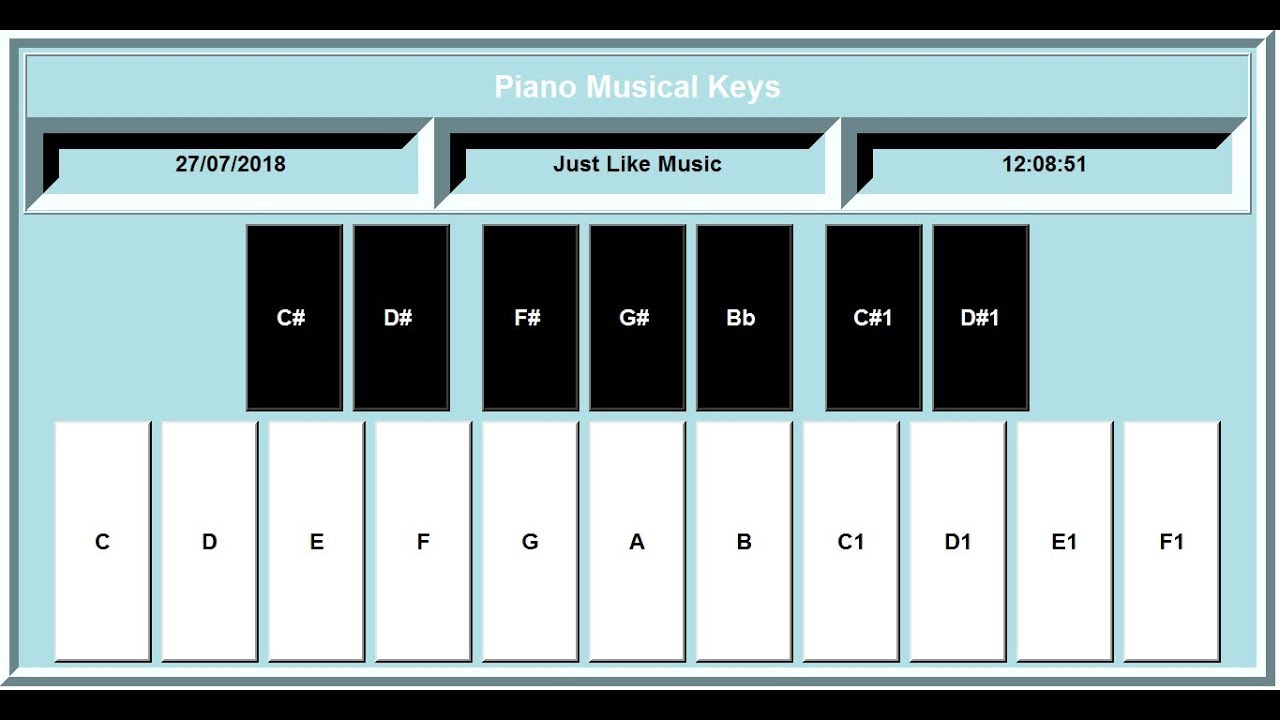 Piano Musical Keys
27/07/2018 Just Like Music 12:08:51
C# D# F# G# Bb C#1 D#1
C D E F G A B C1 D1 E1 F1